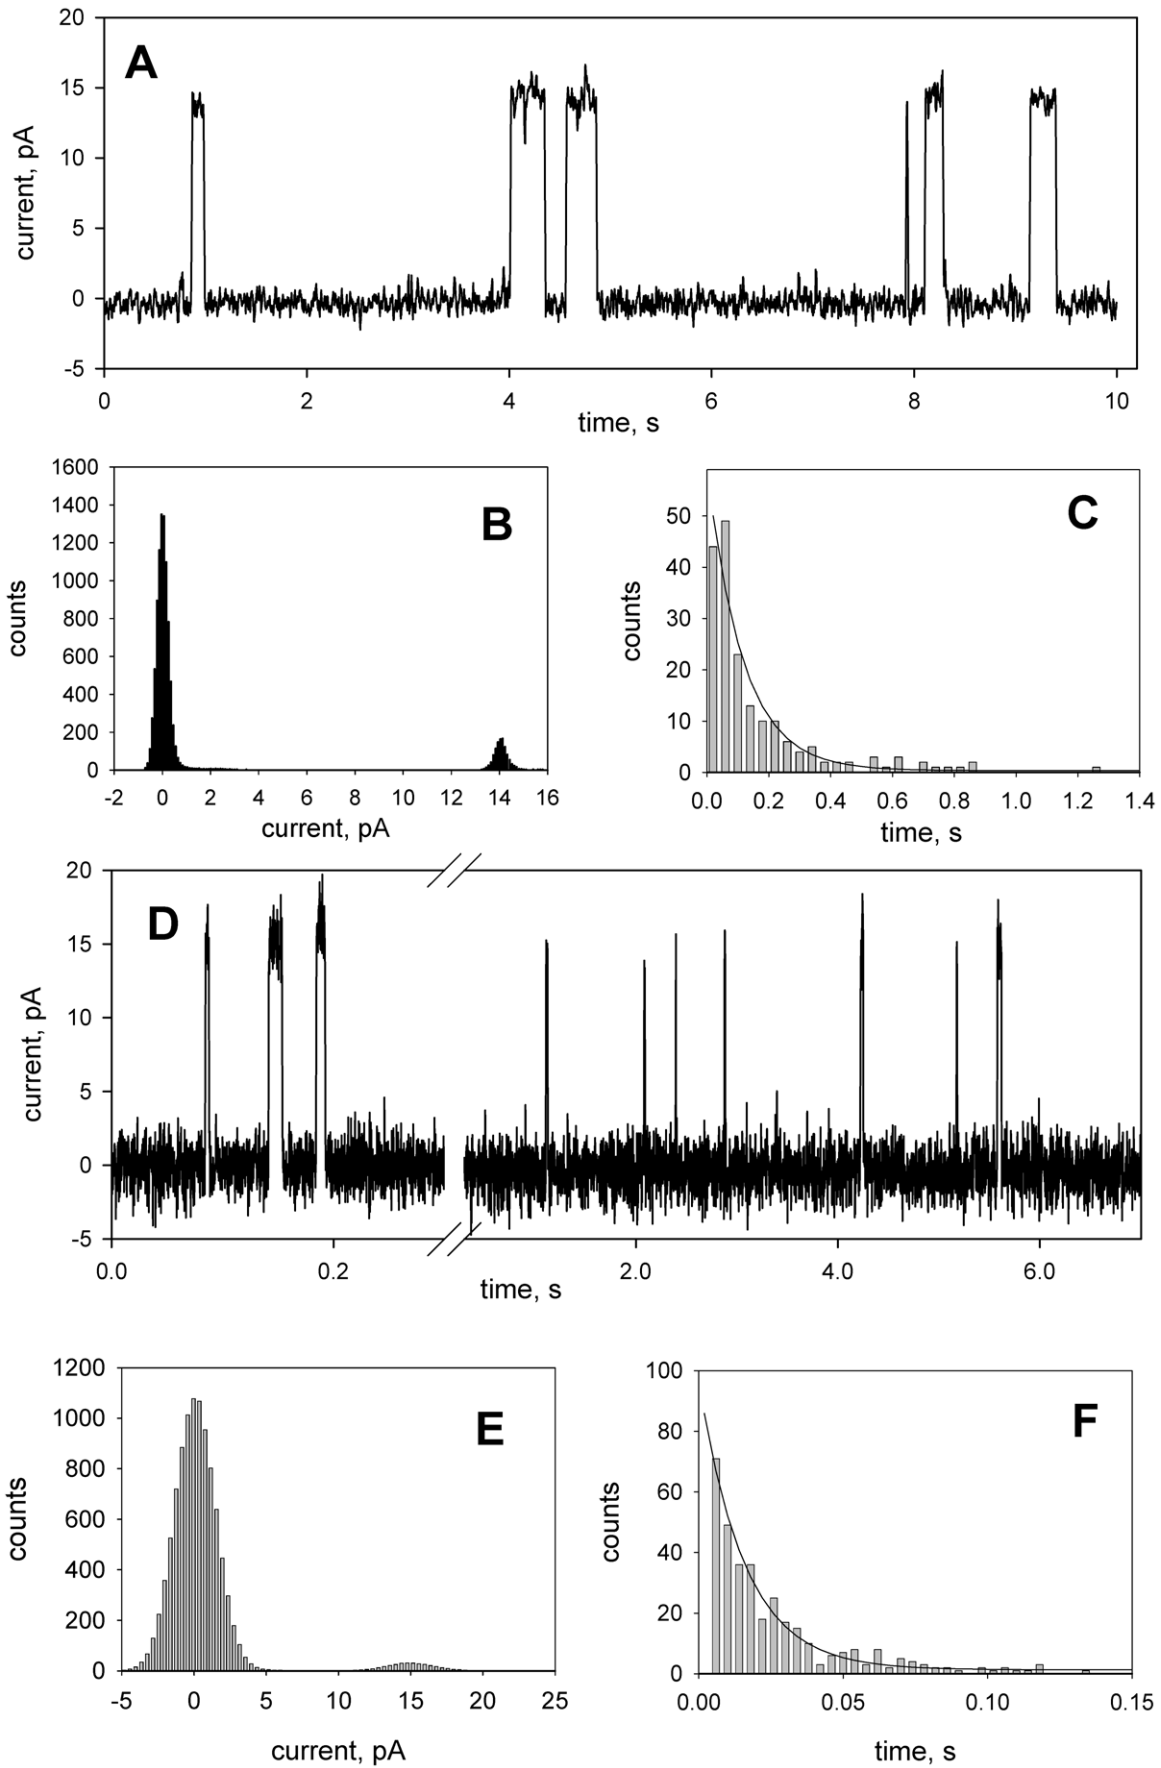 A
20
15
10
5
0
-5
current, pA
0 2 4 6 8 10
time, s
B
1600
1400
1200
1000
800
600
400
200
0
counts
-2 0 2 4 6 8 10 12 14 16
current, pA
C
50
40
30
20
10
0
counts
0.0 0.2 0.4 0.6 0.8 1.0 1.2 1.4
time, s
D
20
15
10
5
0
-5
current, pA
0.0 0.2 2.0 4.0 6.0
time, s
E
1200
1000
800
600
400
200
0
counts
-5 0 5 10 15 20 25
current, pA
F
100
80
60
40
20
0
counts
0.00 0.05 0.10 0.15
time, s